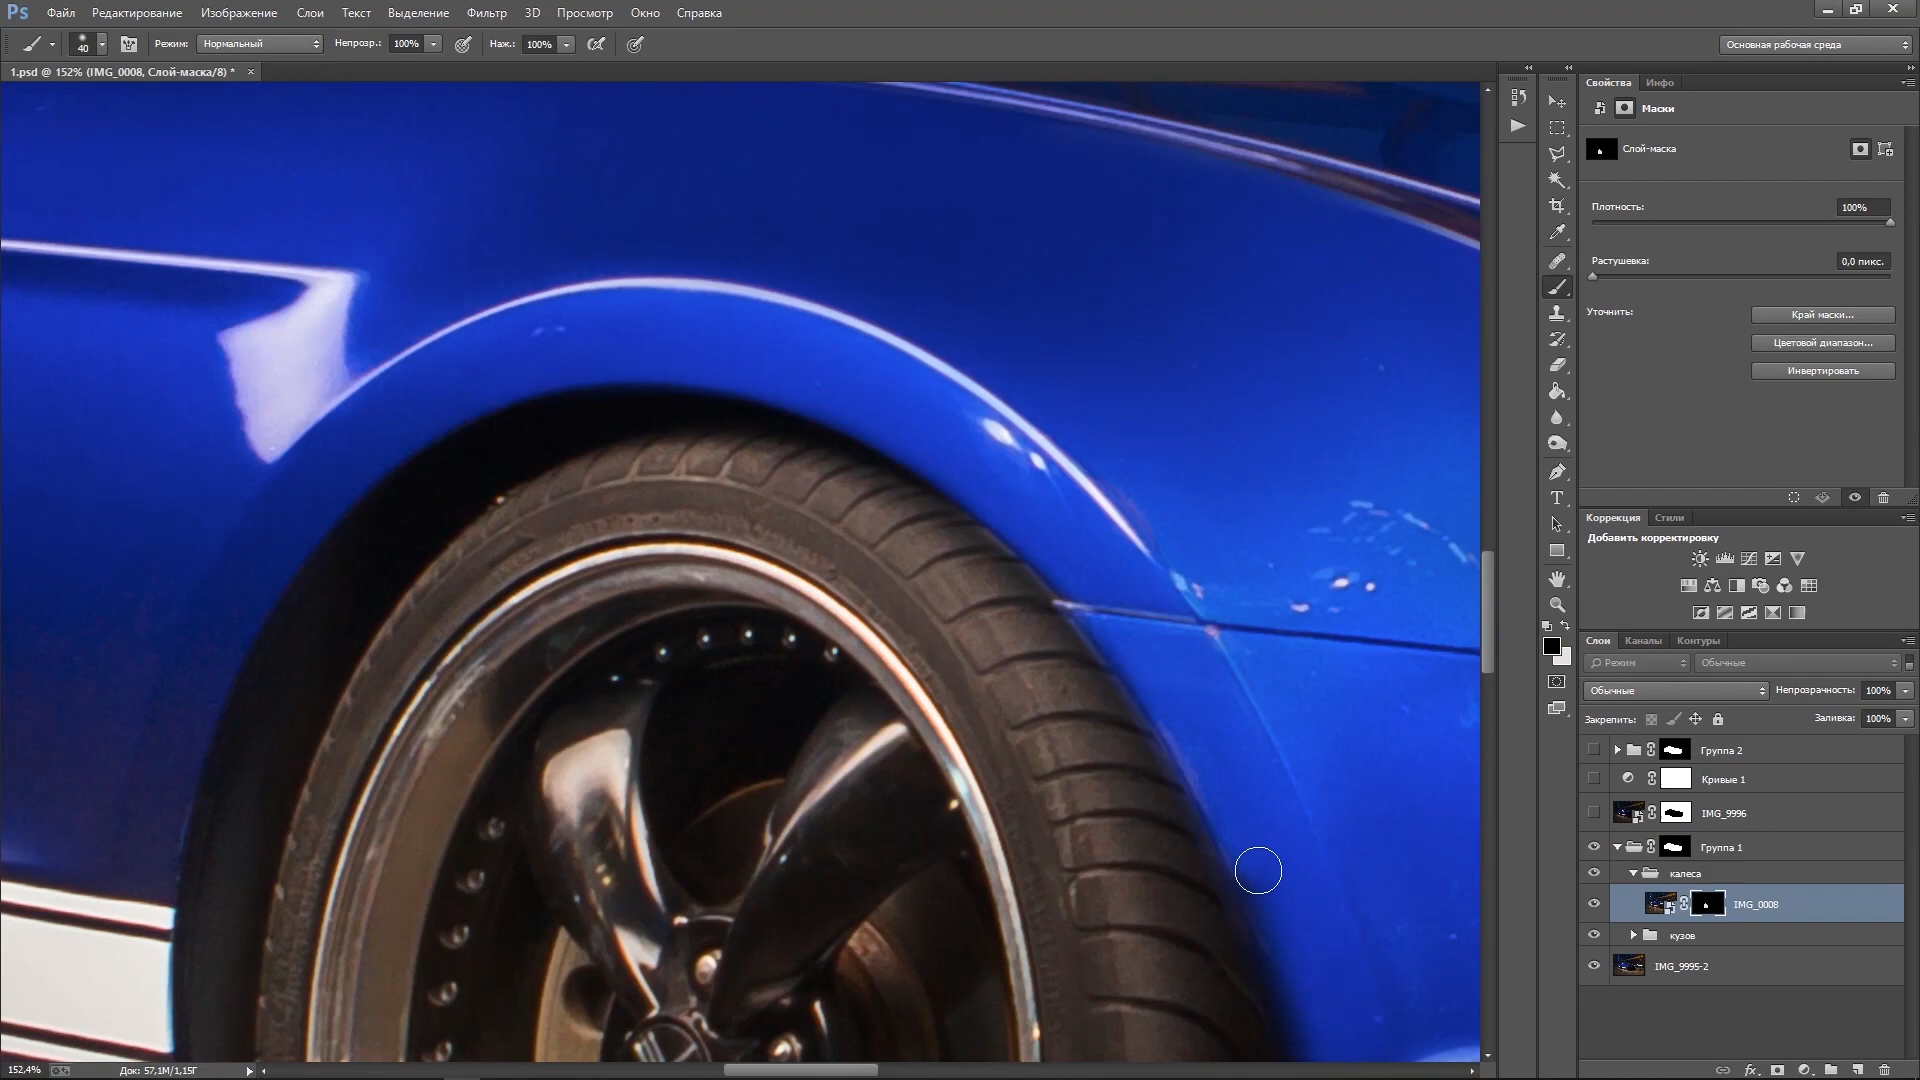 Ps Файл Редактирование Изображение Слои Текст Выделение Фильтр 3D Просмотр Окно Справка
40 Режим: Нормальный Непрозр.: 100% Наж.: 100% Основная рабочая среда
1.psd @ 152% (IMG_0008, Слой-маска/8) * ×
Свойства Инфо
Маски
Слой-маска
Плотность: 100%
Растушевка: 0,0 пикс.
Уточнить: Край маски...
Цветовой диапазон...
Инвертировать
Коррекция Стили
Добавить корректировку
Слои Каналы Контуры
Режим Обычные
Обычные Непрозрачность: 100%
Закрепить: Заливка: 100%
Группа 2
Кривые 1
IMG_9996
Группа 1
калеса
IMG_0008
кузов
IMG_9995-2
152,4% Док: 57,1M/1,15Г